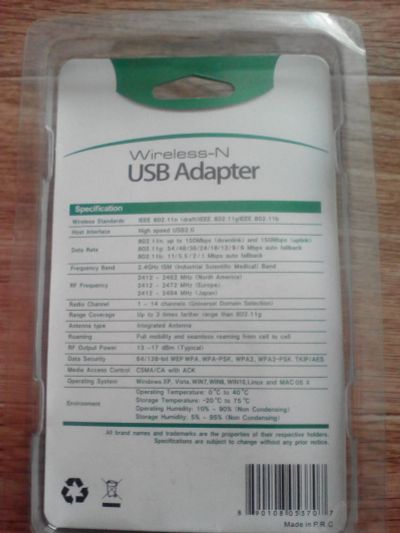 Wireless-N
USB Adapter
Specification
Wireless Standards IEEE 802.11n (draft)/IEEE 802.11g/IEEE 802.11b
Host Interface High speed USB2.0
Data Rate 802.11n: up to 150Mbps (downlink) and 150Mbps (uplink)
802.11g: 54/48/36/24/18/12/9/6 Mbps auto fallback
802.11b: 11/5.5/2/1 Mbps auto fallback
Frequency Band 2.4GHz ISM (Industrial Scientific Medical) Band
RF Frequency 2412 ~ 2462 MHz (North America)
2412 ~ 2472 MHz (Europe)
2412 ~ 2484 MHz (Japan)
Radio Channel 1 ~ 14 channels (Universal Domain Selection)
Range Coverage Up to 3 times farther range than 802.11g
Antenna type Integrated Antenna
Roaming Full mobility and seamless roaming from cell to cell
RF Output Power 13 ~ 17 dBm (Typical)
Data Security 64/128-bit WEP WPA, WPA-PSK, WPA2, WPA2-PSK TKIP/AES
Media Access Control CSMA/CA with ACK
Operating System Windows XP, Vista, WIN7, WIN8, WIN10, Linux and MAC OS X
Environment Operating Temperature: 0°C to 40°C
Storage Temperature: -20°C to 75°C
Operating Humidity: 10% ~ 90% (Non Condensing)
Storage Humidity: 5% ~ 95% (Non Condensing)
All brand names and trademarks are the properties of their respective holders.
Specifications are subject to change without any prior notice.
8 90108 05370 7
Made in P.R.C